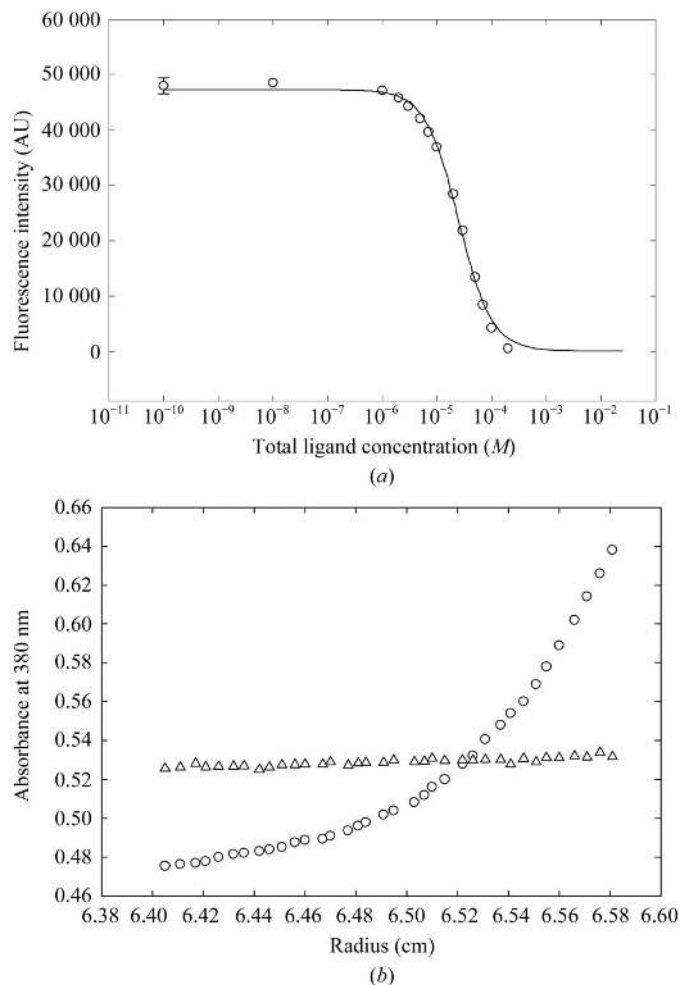 60 000
50 000
40 000
30 000
20 000
10 000
0
Fluorescence intensity (AU)
10⁻¹¹ 10⁻¹⁰ 10⁻⁹ 10⁻⁸ 10⁻⁷ 10⁻⁶ 10⁻⁵ 10⁻⁴ 10⁻³ 10⁻² 10⁻¹
Total ligand concentration (M)
(a)
0.66
0.64
0.62
0.60
0.58
0.56
0.54
0.52
0.50
0.48
0.46
Absorbance at 380 nm
6.38 6.40 6.42 6.44 6.46 6.48 6.50 6.52 6.54 6.56 6.58 6.60
Radius (cm)
(b)